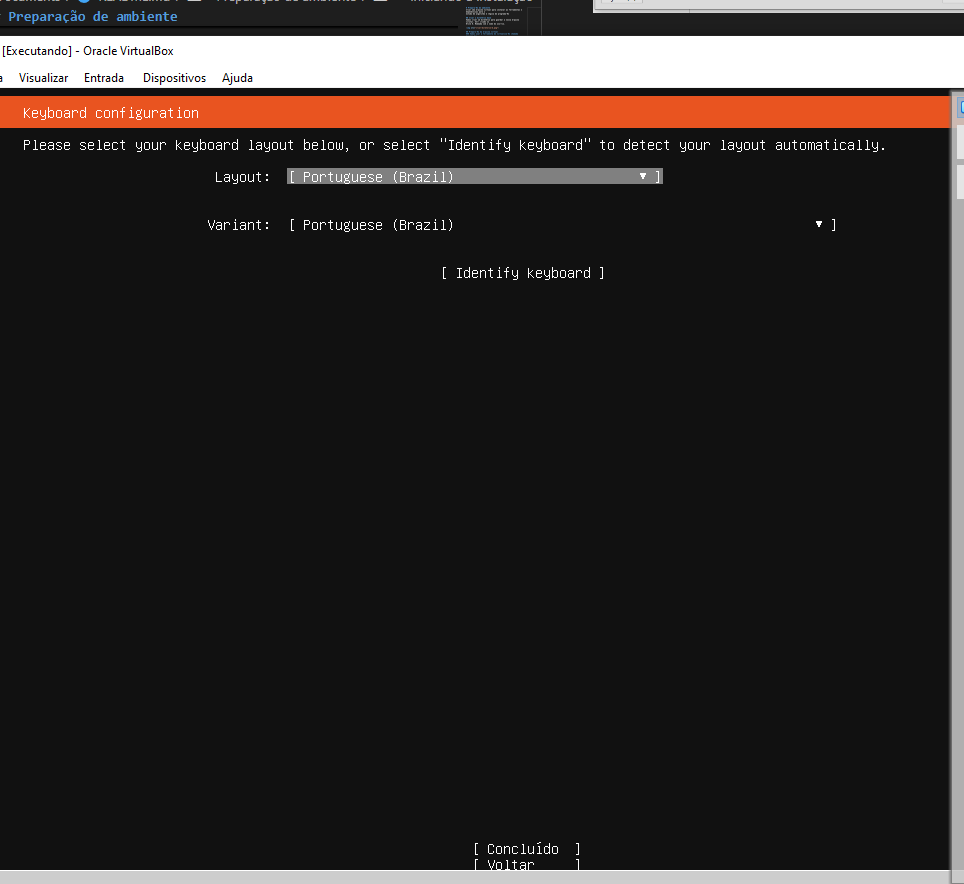 Preparação de ambiente
[Executando] - Oracle VirtualBox
Visualizar Entrada Dispositivos Ajuda
Keyboard configuration
Please select your keyboard layout below, or select "Identify keyboard" to detect your layout automatically.
Layout: [ Portuguese (Brazil) ▼ ]
Variant: [ Portuguese (Brazil) ▼ ]
[ Identify keyboard ]
[ Concluído ]
[ Voltar ]